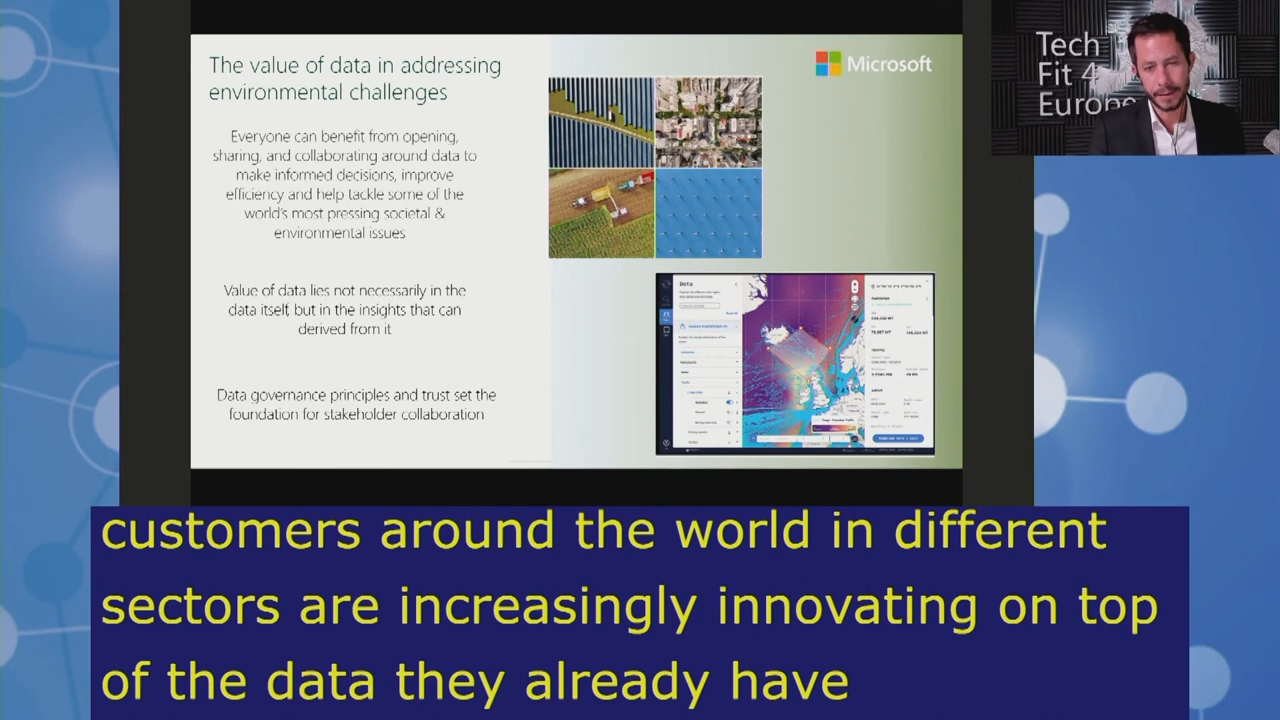 The value of data in addressing
environmental challenges
Microsoft
Everyone can benefit from opening,
sharing, and collaborating around data to
make informed decisions, improve
efficiency and help tackle some of the
world's most pressing societal &
environmental issues
Value of data lies not necessarily in the
data itself, but in the insights that can
derived from it
Data governance principles and trust set the
foundation for stakeholder collaboration
Data
Tech
Fit 4
Europe
customers around the world in different
sectors are increasingly innovating on top
of the data they already have